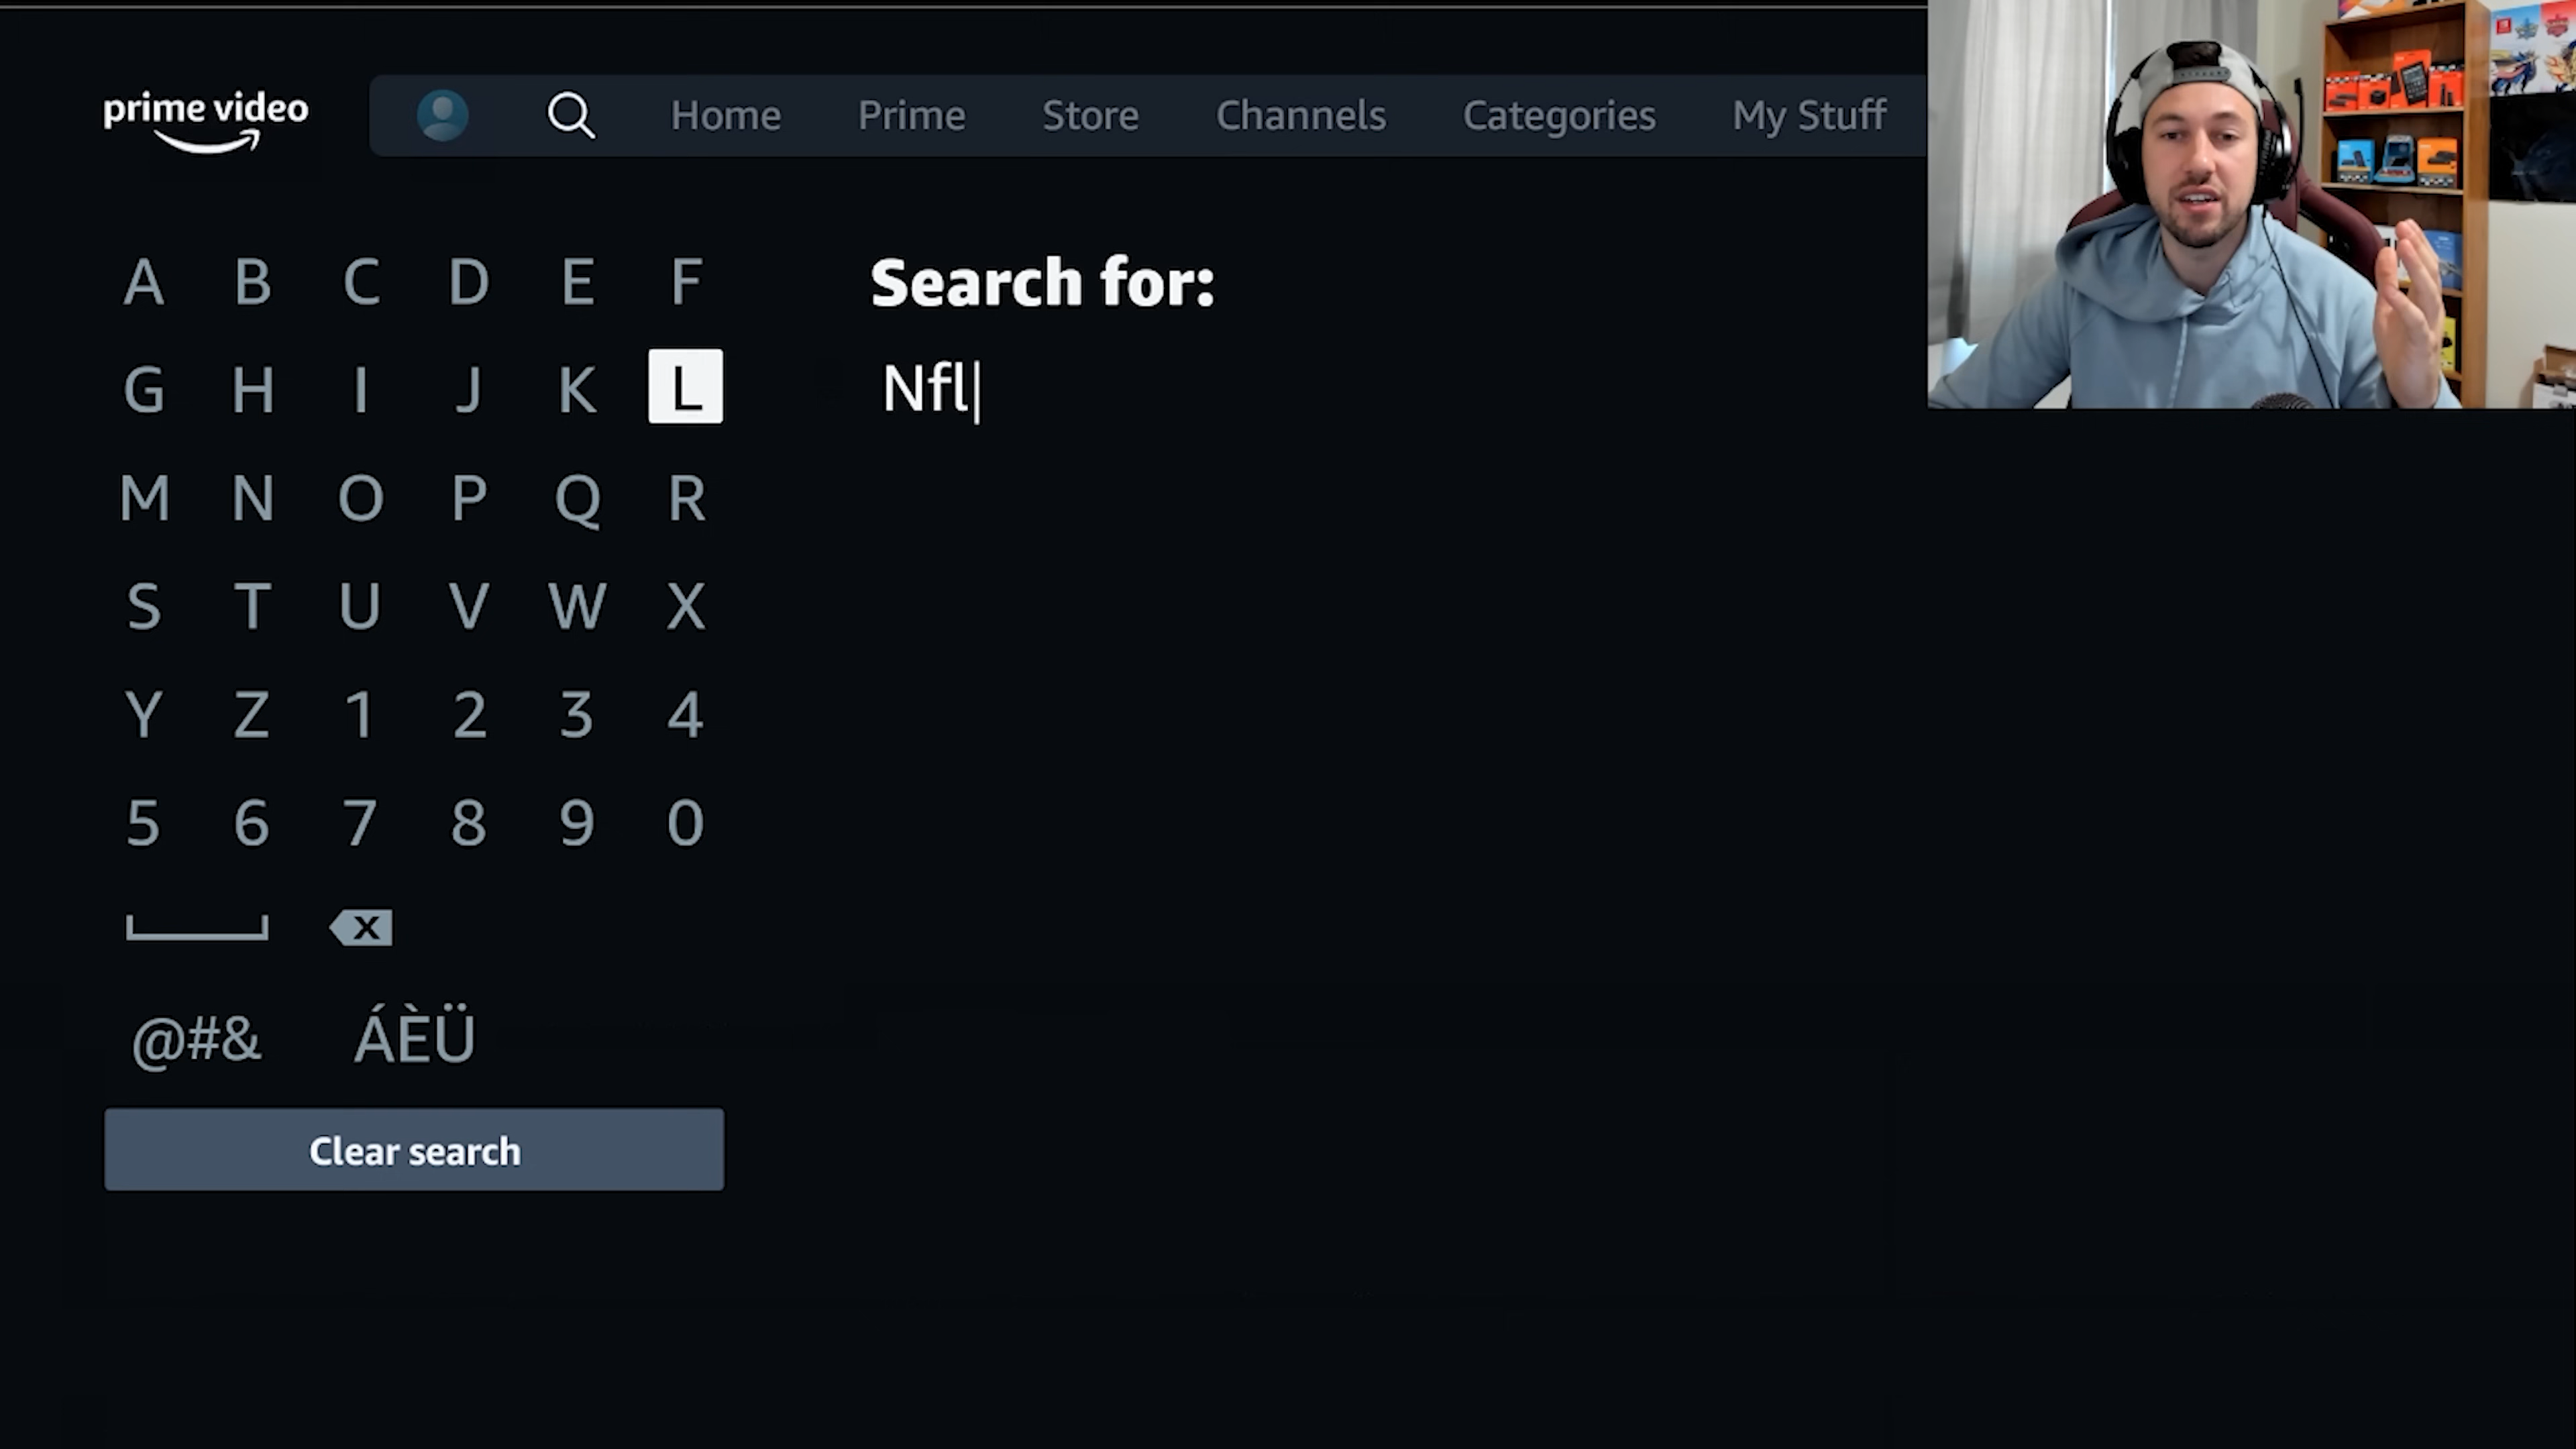 prime video
Home Prime Store Channels Categories My Stuff
A B C D E F
G H I J K L
M N O P Q R
S T U V W X
Y Z 1 2 3 4
5 6 7 8 9 0
X
@#& ÁÈÜ
Clear search
Search for:
Nfl